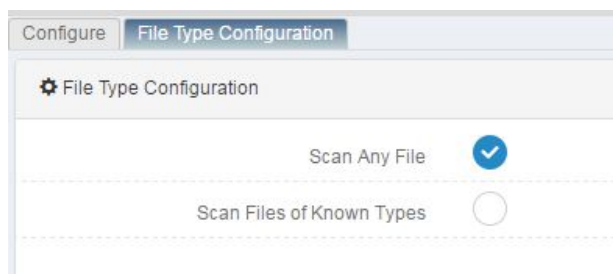 Configure
File Type Configuration
File Type Configuration
Scan Any File
Scan Files of Known Types